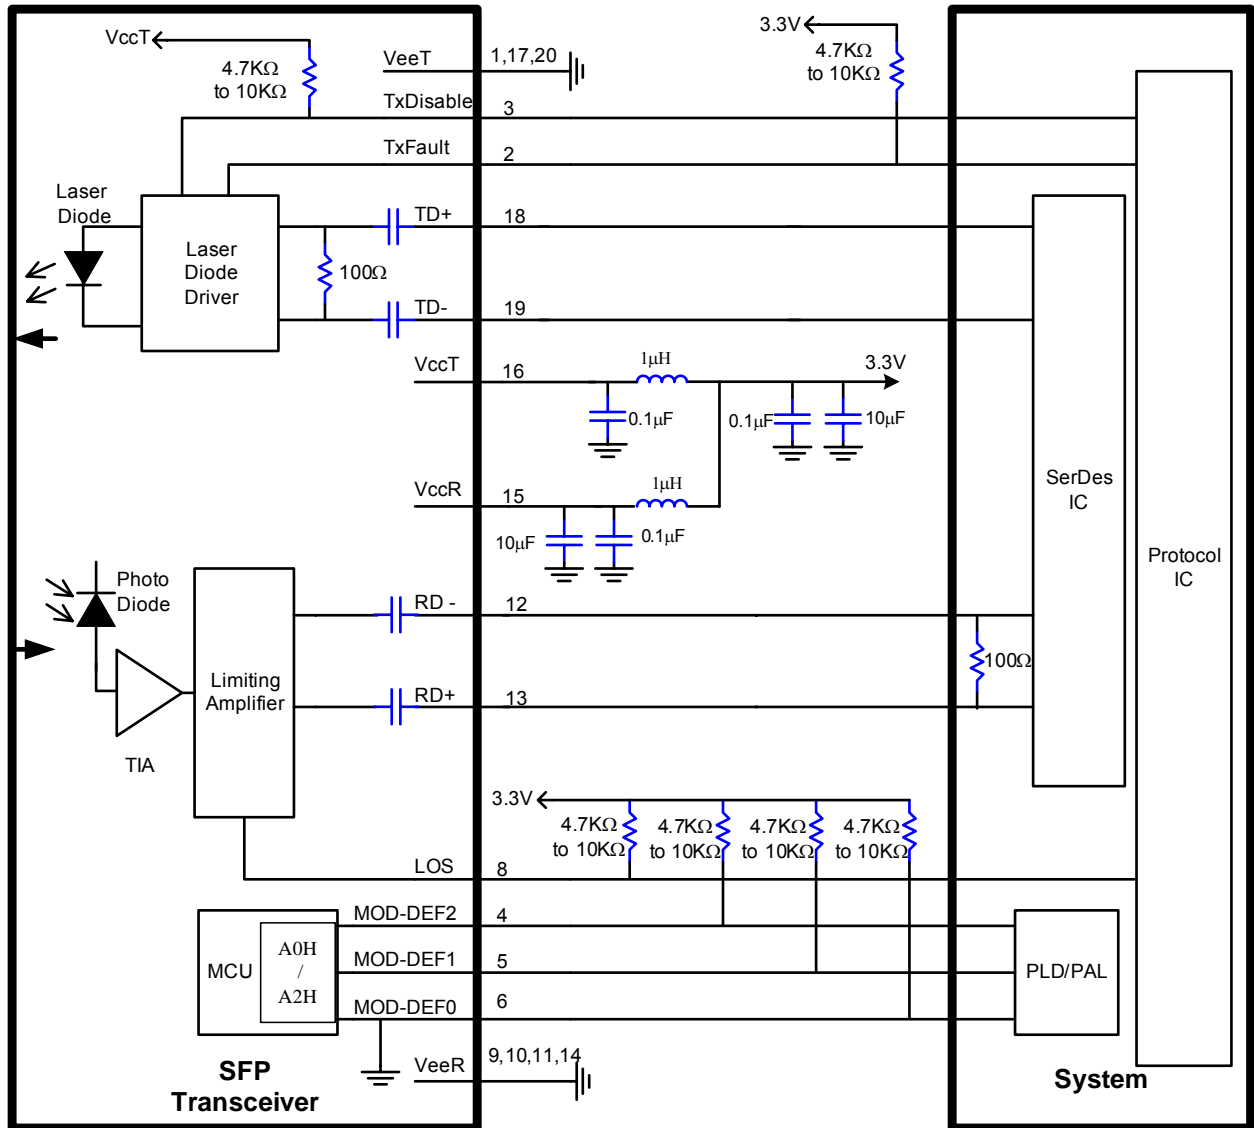 VccT
4.7KΩ
to 10KΩ
VeeT
1,17,20
3.3V
4.7KΩ
to 10KΩ
TxDisable
3
TxFault
2
Laser
Diode
Laser
Diode
Driver
TD+
18
100Ω
TD-
19
VccT
16
1µH
3.3V
0.1µF
0.1µF
10µF
VccR
15
1µH
10µF
0.1µF
SerDes
IC
Protocol
IC
Photo
Diode
RD -
12
100Ω
Limiting
Amplifier
RD+
13
TIA
3.3V
4.7KΩ
to 10KΩ
4.7KΩ
to 10KΩ
4.7KΩ
to 10KΩ
4.7KΩ
to 10KΩ
LOS
8
MOD-DEF2
4
MCU
A0H
/
A2H
MOD-DEF1
5
PLD/PAL
MOD-DEF0
6
VeeR
9,10,11,14
SFP
Transceiver
System